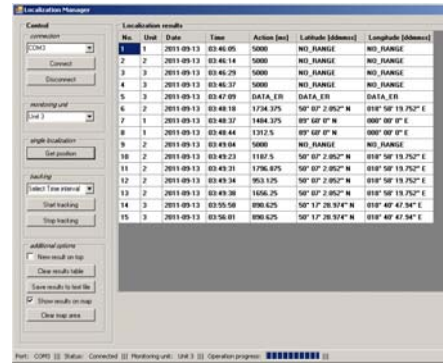 Localization Manager
Control
connection
COM3
Connect
Disconnect
monitoring unit
Unit 3
single localization
Get position
tracking
Select Time interval
Start tracking
Stop tracking
additional options
New result on top
Clear results table
Save results to text file
Show results on map
Clear map area
Localization results
No. Unit Date Time Action [ms] Latitude [ddmmss] Longitude [ddmmss]
1 1 2011-09-13 03:46:05 5000 NO_RANGE NO_RANGE
2 2 2011-09-13 03:46:14 5000 NO_RANGE NO_RANGE
3 3 2011-09-13 03:46:29 5000 NO_RANGE NO_RANGE
4 3 2011-09-13 03:46:37 5000 NO_RANGE NO_RANGE
5 3 2011-09-13 03:47:09 DATA_ER DATA_ER DATA_ER
6 2 2011-09-13 03:48:18 1734.375 50° 07' 2.052" N 018° 58' 19.752" E
7 1 2011-09-13 03:48:37 1484.375 89° 60' 0" N 000° 00' 0" E
8 1 2011-09-13 03:48:44 1312.5 89° 60' 0" N 000° 00' 0" E
9 2 2011-09-13 03:49:04 5000 NO_RANGE NO_RANGE
10 2 2011-09-13 03:49:23 1187.5 50° 07' 2.052" N 018° 58' 19.752" E
11 2 2011-09-13 03:49:31 1796.875 50° 07' 2.052" N 018° 58' 19.752" E
12 2 2011-09-13 03:49:34 953.125 50° 07' 2.052" N 018° 58' 19.752" E
13 2 2011-09-13 03:49:38 1656.25 50° 07' 2.052" N 018° 58' 19.752" E
14 3 2011-09-13 03:55:58 890.625 50° 17' 28.974" N 018° 40' 47.94" E
15 3 2011-09-13 03:56:01 890.625 50° 17' 28.974" N 018° 40' 47.94" E
Port: COM3 ||| Status: Connected ||| Monitoring unit: Unit 3 ||| Operation progress: |||